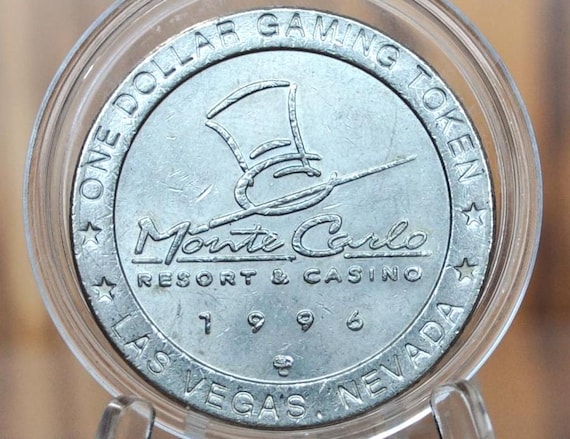 ONE DOLLAR GAMING TOKEN
Monte Carlo
RESORT & CASINO
1996
LAS VEGAS, NEVADA